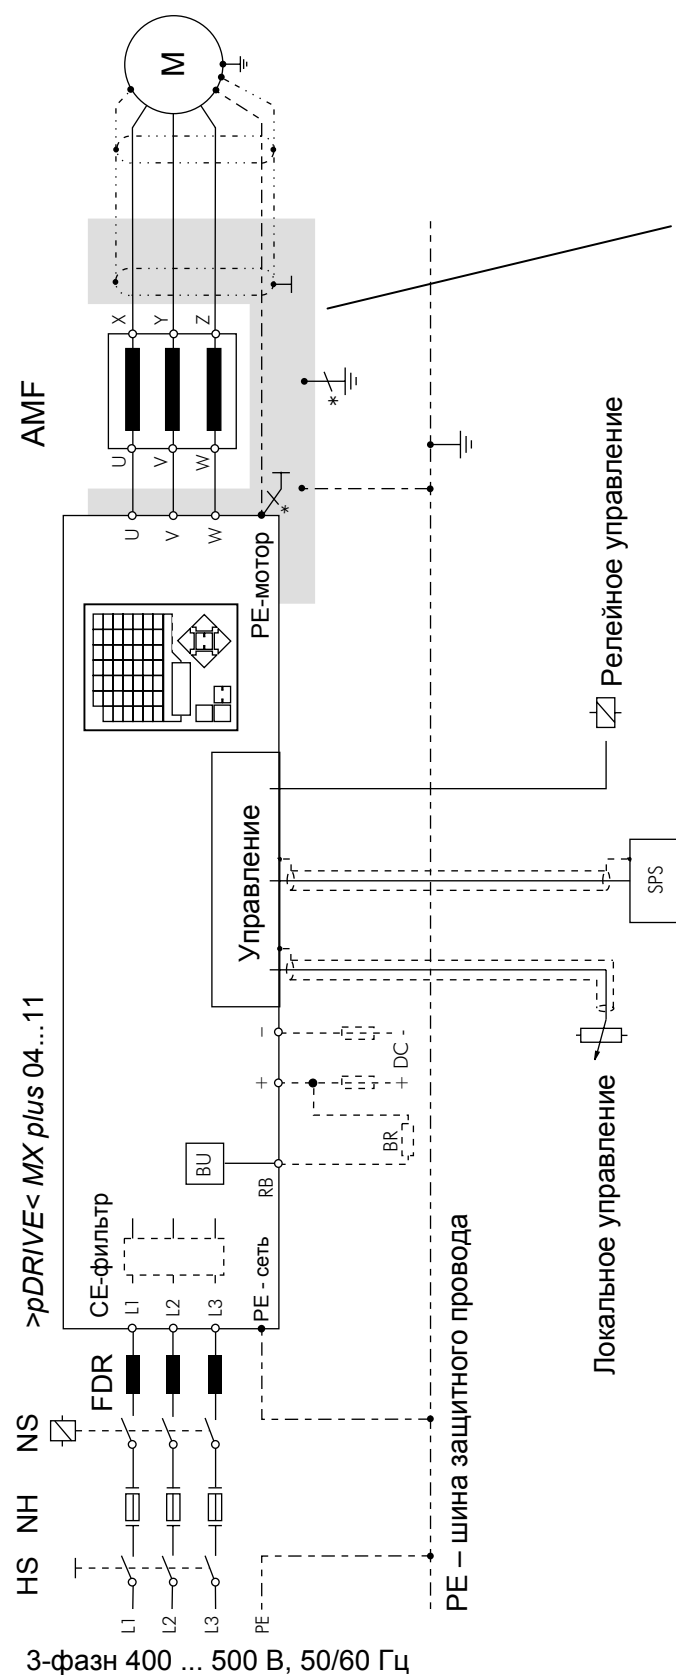 3-фазн 400 ... 500 В, 50/60 Гц
HS NH NS
FDR
AMF
>pDRIVE< MX plus 04...11
L1
L2
L3
PE
CE-фильтр
L1
L2
L3
PE - сеть
BU
RB
+
-
BR
+ DC -
Управление
PE-мотор
U
V
W
U
V
W
X
Y
Z
M
*
*
PE – шина защитного провода
Локальное управление
SPS
Релейное управление